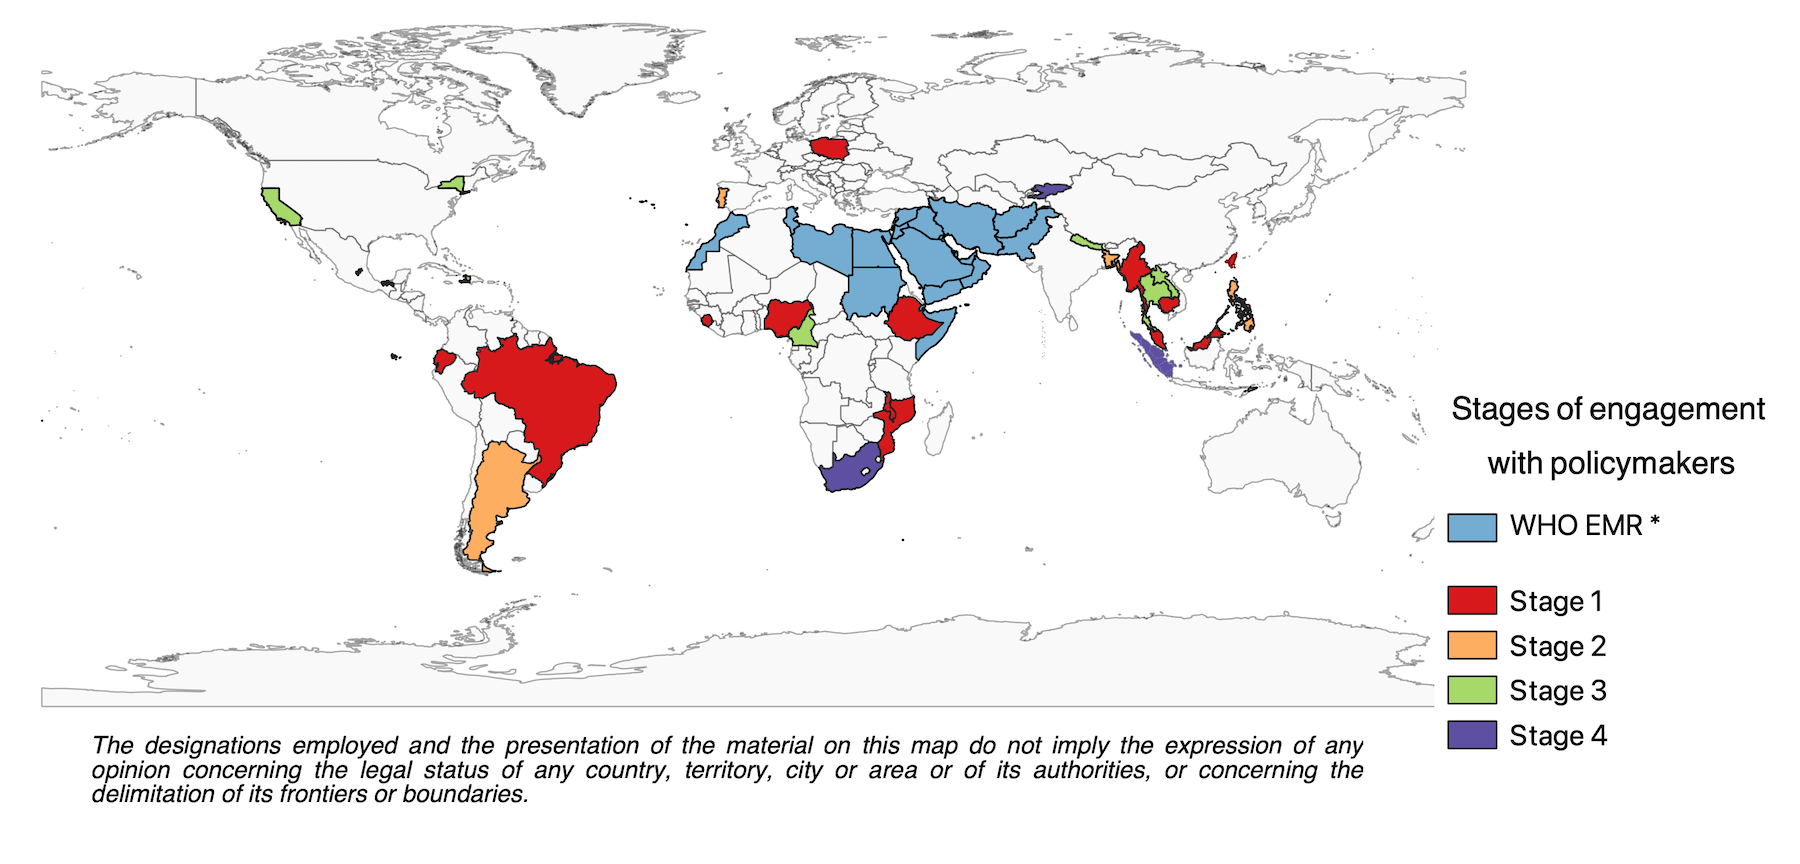 Stages of engagement
with policymakers
WHO EMR *
Stage 1
Stage 2
Stage 3
Stage 4
The designations employed and the presentation of the material on this map do not imply the expression of any
opinion concerning the legal status of any country, territory, city or area or of its authorities, or concerning the
delimitation of its frontiers or boundaries.